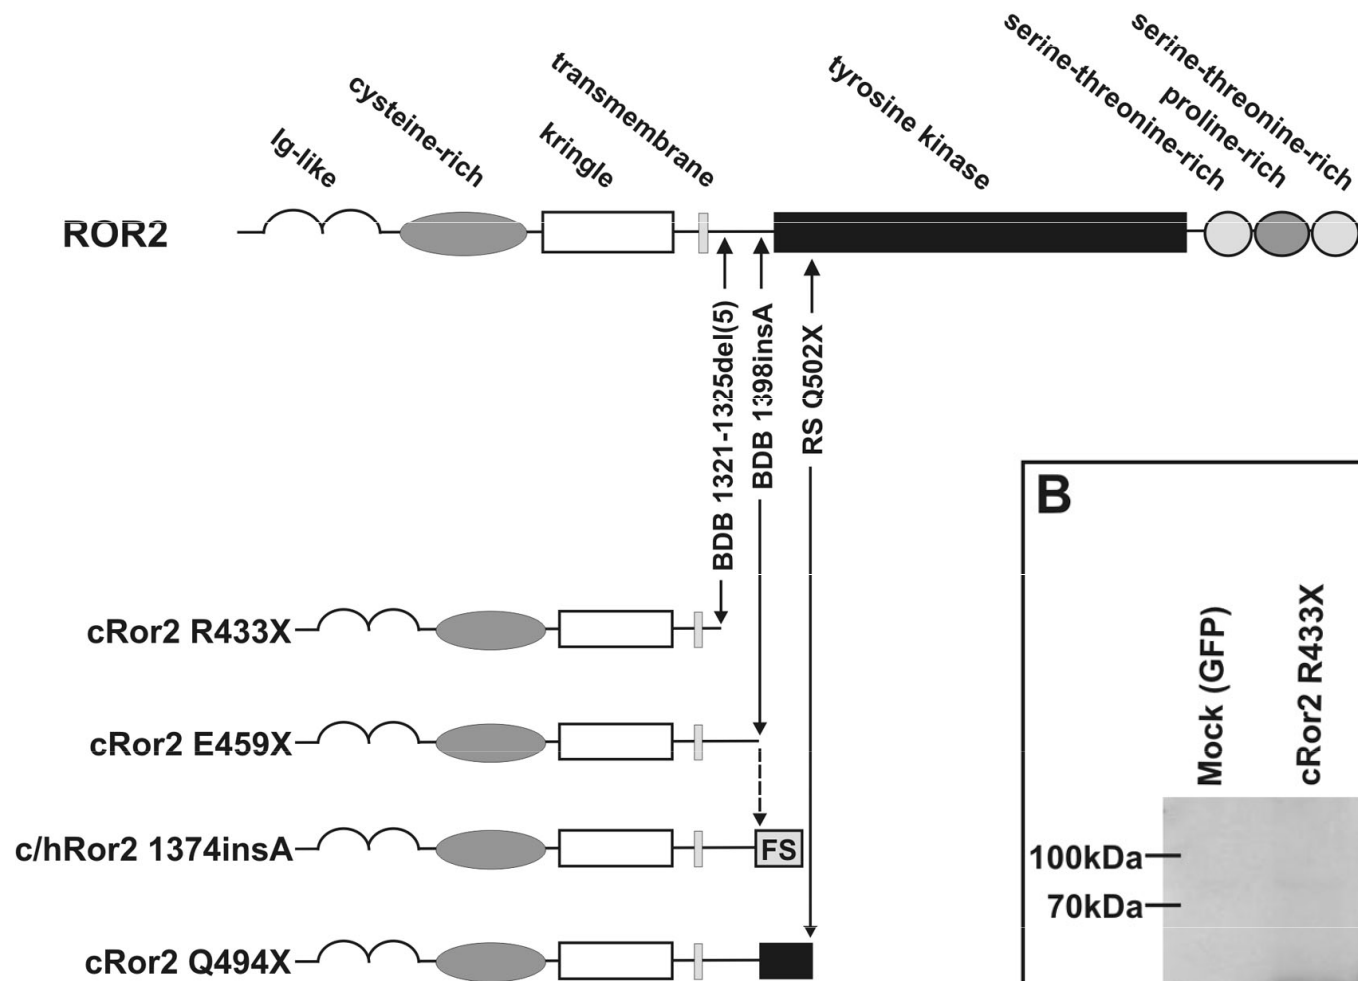 Ig-like
cysteine-rich
kringle
transmembrane
tyrosine kinase
serine-threonine-rich
proline-rich
serine-threonine-rich
ROR2
BDB 1321-1325del(5)
BDB 1398insA
RS Q502X
cRor2 R433X
cRor2 E459X
c/hRor2 1374insA
FS
cRor2 Q494X
B
Mock (GFP)
cRor2 R433X
100kDa
70kDa